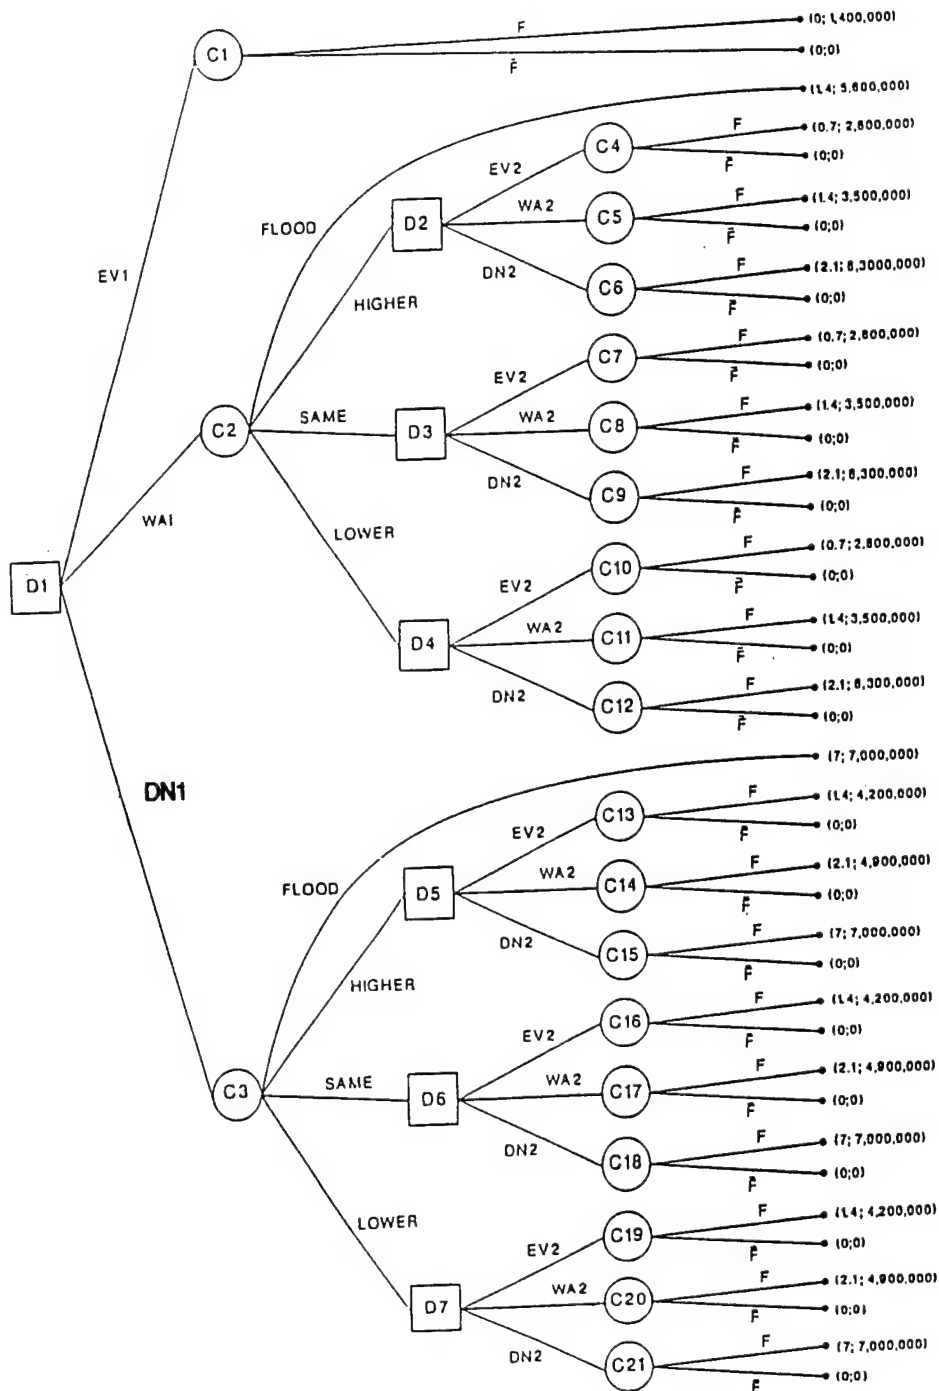 F
(0; 1,400,000)
C1
F̄
(0;0)
(1.4; 5,600,000)
F
(0.7; 2,800,000)
C4
F̄
(0;0)
EV2
F
(1.4; 3,500,000)
WA2
C5
F̄
(0;0)
FLOOD
D2
EV1
DN2
F
(2.1; 6,3000,000)
C6
F̄
(0;0)
HIGHER
F
(0.7; 2,800,000)
C7
F̄
(0;0)
EV2
F
(1.4; 3,500,000)
SAME
WA2
C8
F̄
(0;0)
C2
D3
F
(2.1; 6,300,000)
DN2
C9
F̄
(0;0)
WA1
LOWER
F
(0.7; 2,800,000)
C10
F̄
(0;0)
EV2
D1
F
(1.4; 3,500,000)
WA2
C11
F̄
(0;0)
D4
F
(2.1; 6,300,000)
DN2
C12
F̄
(0;0)
(7; 7,000,000)
DN1
F
(1.4; 4,200,000)
C13
F̄
(0;0)
EV2
F
(2.1; 4,900,000)
WA2
C14
F̄
(0;0)
FLOOD
D5
DN2
F
(7; 7,000,000)
C15
F̄
(0;0)
HIGHER
F
(1.4; 4,200,000)
C16
F̄
(0;0)
EV2
F
(2.1; 4,900,000)
SAME
WA2
C17
F̄
(0;0)
C3
D6
F
(7; 7,000,000)
DN2
C18
F̄
(0;0)
LOWER
F
(1.4; 4,200,000)
C19
F̄
(0;0)
EV2
F
(2.1; 4,900,000)
WA2
C20
F̄
(0;0)
D7
F
(7; 7,000,000)
DN2
C21
F̄
(0;0)